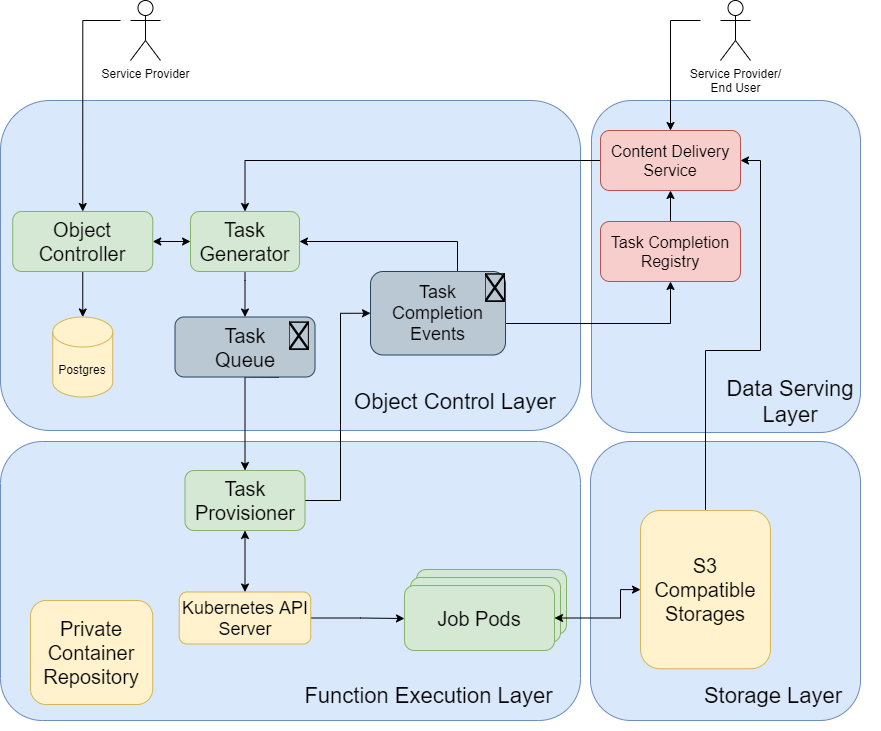 Service Provider
Service Provider/
End User
Content Delivery
Service
Object
Controller
Task
Generator
Task Completion
Registry
Task
Completion
Events
Task
Queue
Postgres
Object Control Layer
Data Serving
Layer
Task
Provisioner
S3
Compatible
Storages
Kubernetes API
Server
Job Pods
Private
Container
Repository
Function Execution Layer
Storage Layer